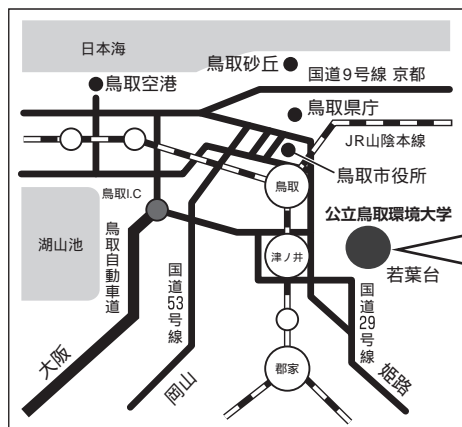 日本海
鳥取砂丘
鳥取空港
国道9号線 京都
鳥取県庁
JR山陰本線
鳥取市役所
鳥取
鳥取I.C
公立鳥取環境大学
湖山池
鳥取自動車道
津ノ井
若葉台
国道53号線
国道29号線
大阪
岡山
郡家
姫路